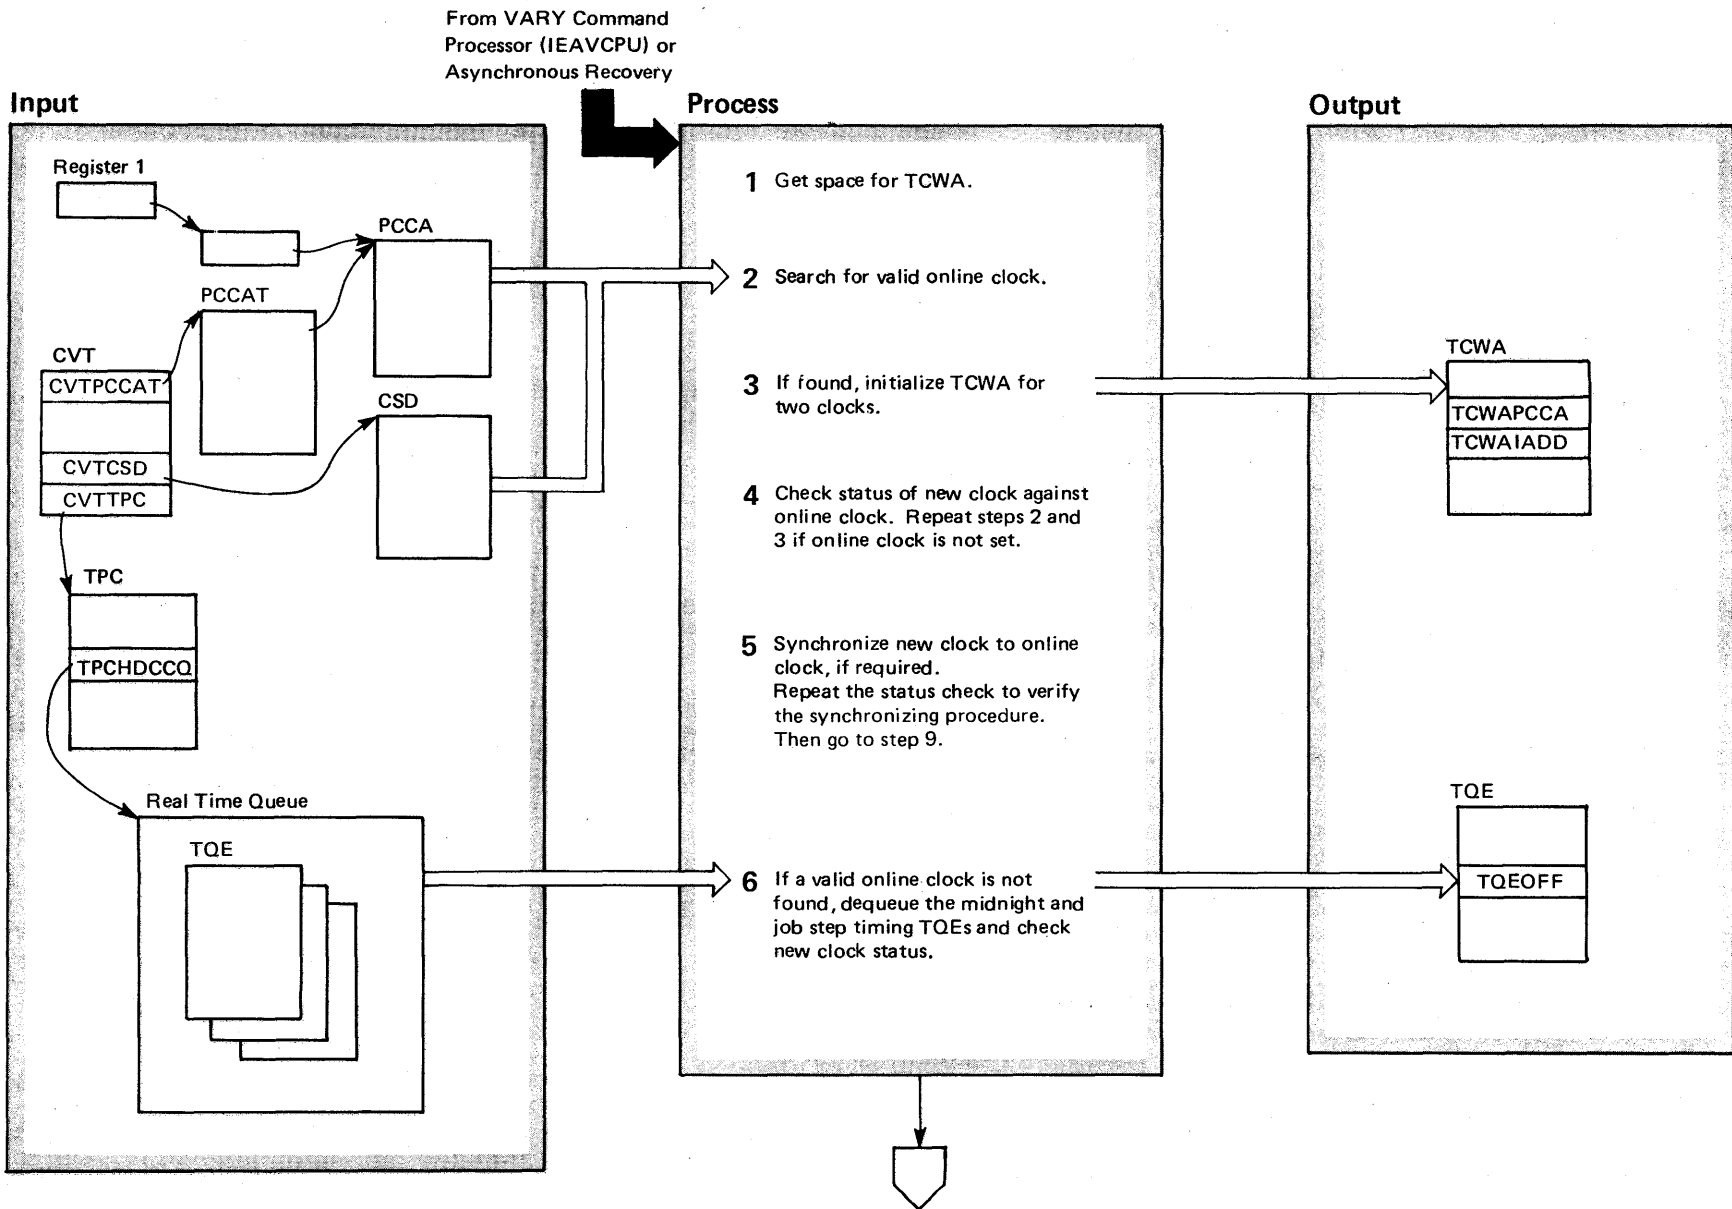 From VARY Command
Processor (IEAVCPU) or
Asynchronous Recovery
Input
Register 1
PCCA
PCCAT
CVT
CVTPCCAT
CSD
CVTCSD
CVTTPC
TPC
TPCHDCCQ
Real Time Queue
TQE
Process
1 Get space for TCWA.
2 Search for valid online clock.
3 If found, initialize TCWA for
two clocks.
4 Check status of new clock against
online clock. Repeat steps 2 and
3 if online clock is not set.
5 Synchronize new clock to online
clock, if required.
Repeat the status check to verify
the synchronizing procedure.
Then go to step 9.
6 If a valid online clock is not
found, dequeue the midnight and
job step timing TQEs and check
new clock status.
Output
TCWA
TCWAPCCA
TCWAIADD
TQE
TQEOFF